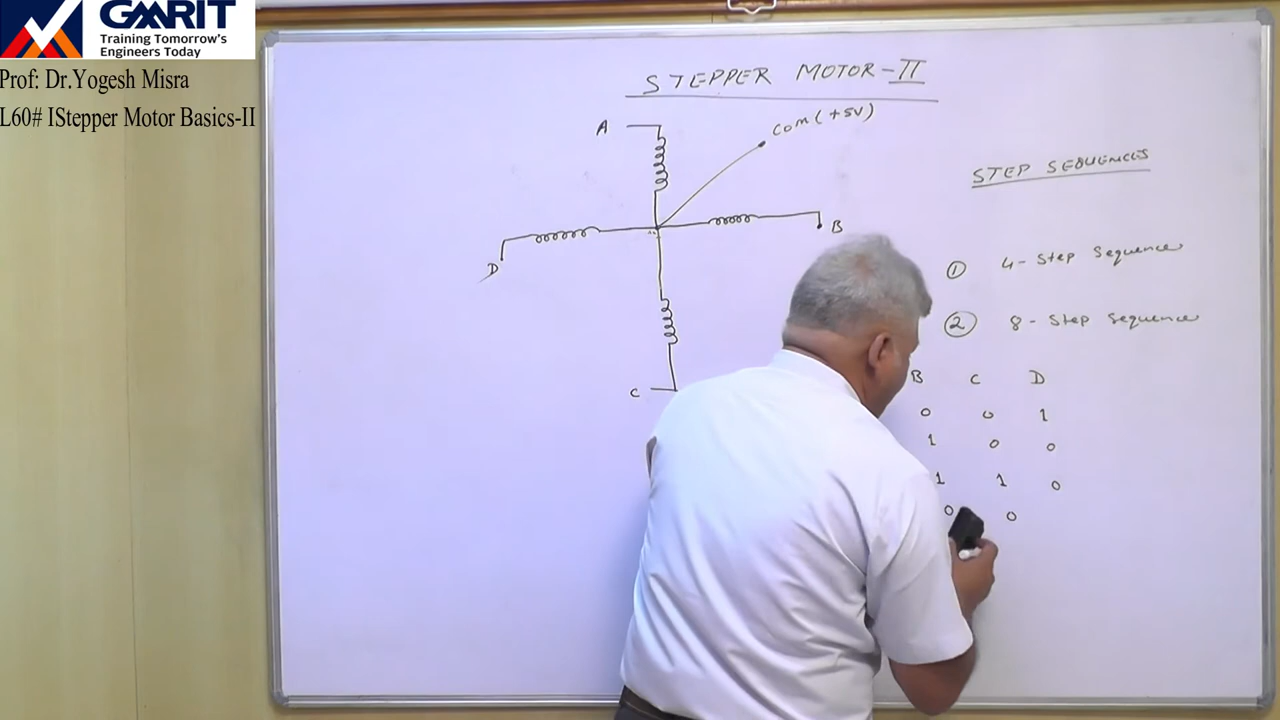 GMRIT
Training Tomorrow's
Engineers Today
Prof: Dr.Yogesh Misra
L60# IStepper Motor Basics-II
STEPPER MOTOR-II
A
COM (+5V)
B
D
C
STEP SEQUENCES
① 4-Step Sequence
② 8-Step Sequence
B C D
0 0 1
1 0 0
1 1 0
0 0